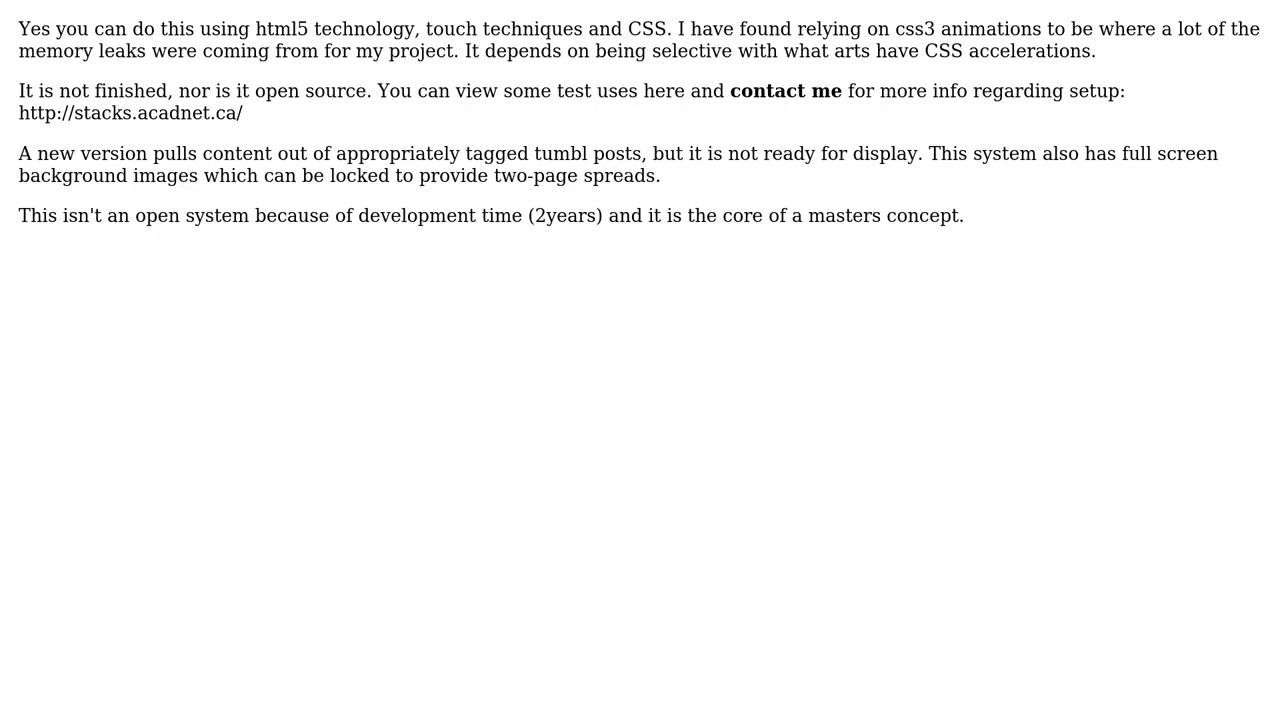 Yes you can do this using html5 technology, touch techniques and CSS. I have found relying on css3 animations to be where a lot of the
memory leaks were coming from for my project. It depends on being selective with what arts have CSS accelerations.
It is not finished, nor is it open source. You can view some test uses here and contact me for more info regarding setup:
http://stacks.acadnet.ca/
A new version pulls content out of appropriately tagged tumbl posts, but it is not ready for display. This system also has full screen
background images which can be locked to provide two-page spreads.
This isn't an open system because of development time (2years) and it is the core of a masters concept.